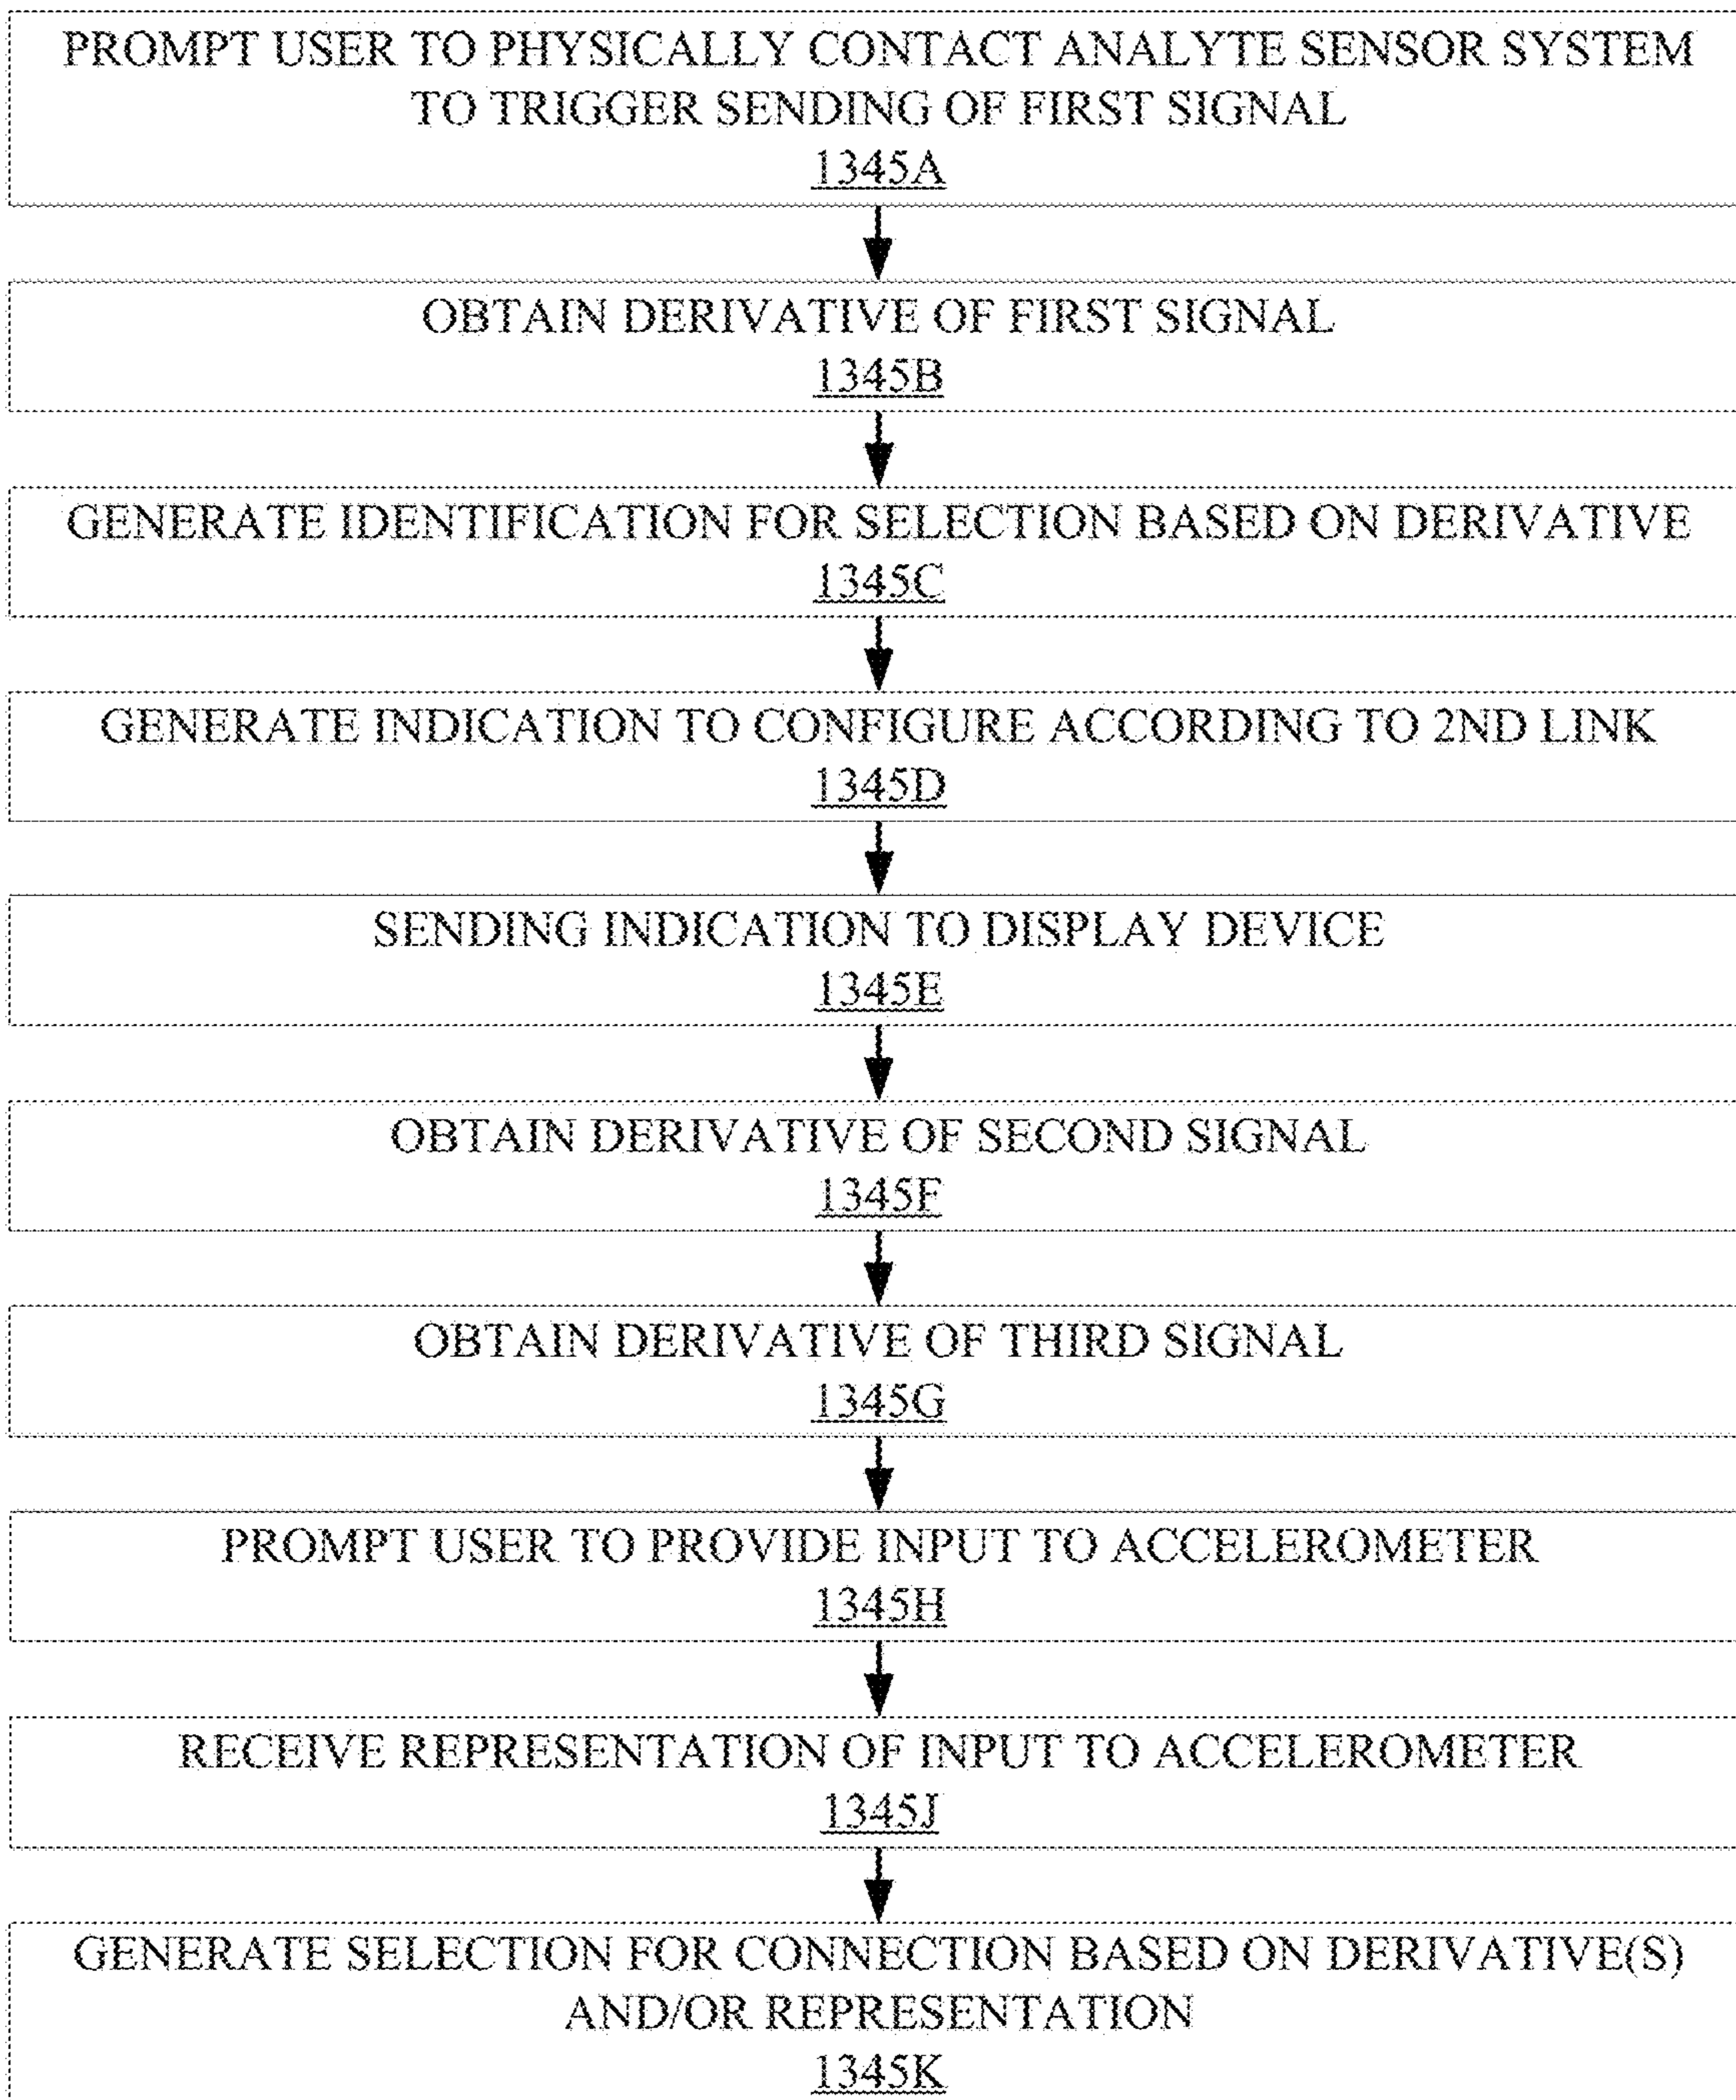 PROMPT USER TO PHYSICALLY CONTACT ANALYTE SENSOR SYSTEM
TO TRIGGER SENDING OF FIRST SIGNAL
1345A
OBTAIN DERIVATIVE OF FIRST SIGNAL
1345B
GENERATE IDENTIFICATION FOR SELECTION BASED ON DERIVATIVE
1345C
GENERATE INDICATION TO CONFIGURE ACCORDING TO 2ND LINK
1345D
SENDING INDICATION TO DISPLAY DEVICE
1345E
OBTAIN DERIVATIVE OF SECOND SIGNAL
1345F
OBTAIN DERIVATIVE OF THIRD SIGNAL
1345G
PROMPT USER TO PROVIDE INPUT TO ACCELEROMETER
1345H
RECEIVE REPRESENTATION OF INPUT TO ACCELEROMETER
1345J
GENERATE SELECTION FOR CONNECTION BASED ON DERIVATIVE(S)
AND/OR REPRESENTATION
1345K